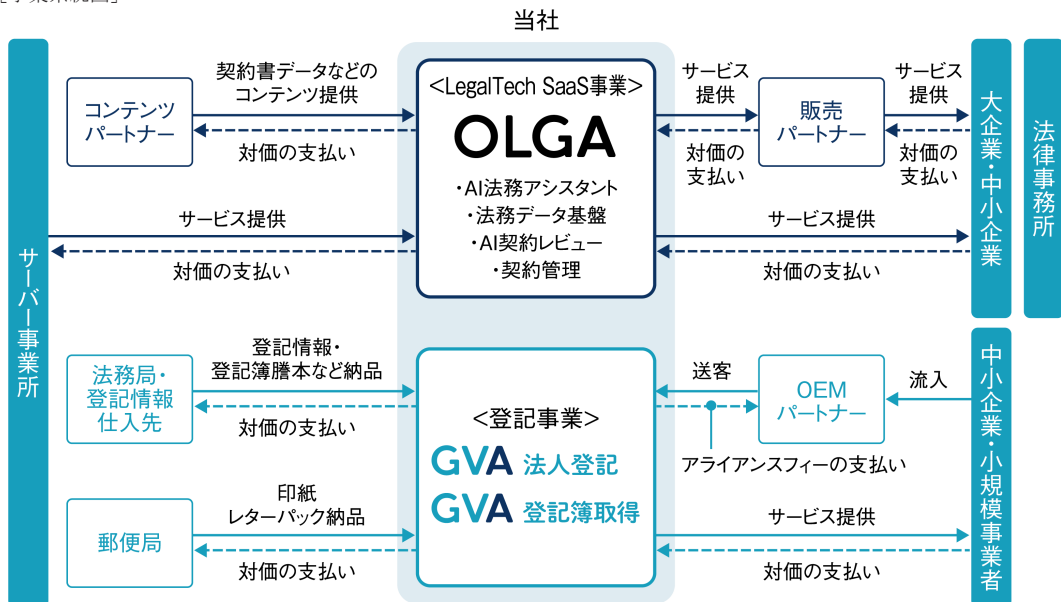 [事業系統図]
当社
サーバー事業所
コンテンツ
パートナー
契約書データなどの
コンテンツ提供
対価の支払い
サービス提供
対価の支払い
<LegalTech SaaS事業>
OLGA
・AI法務アシスタント
・法務データ基盤
・AI契約レビュー
・契約管理
サービス
提供
対価の
支払い
販売
パートナー
サービス
提供
対価の
支払い
サービス提供
対価の支払い
大企業・中小企業
法律事務所
法務局・
登記情報
仕入先
登記情報・
登記簿謄本など納品
対価の支払い
郵便局
印紙
レターパック納品
対価の支払い
<登記事業>
GVA 法人登記
GVA 登記簿取得
送客
アライアンスフィーの支払い
OEM
パートナー
流入
サービス提供
対価の支払い
中小企業・小規模事業者